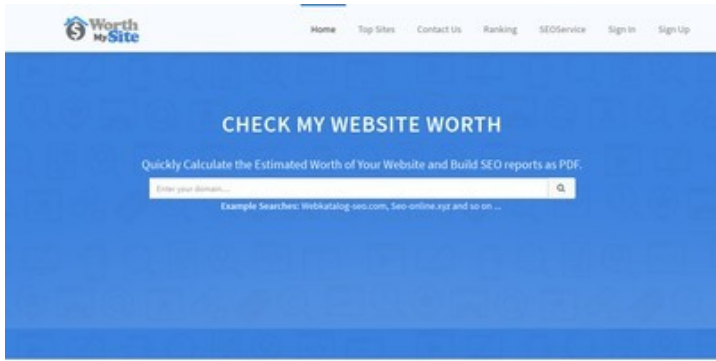 Worth
MySite
Home Top Sites Contact Us Ranking SEOService Sign In Sign Up
CHECK MY WEBSITE WORTH
Quickly Calculate the Estimated Worth of Your Website and Build SEO reports as PDF.
Enter your domain....
Example Searches: Webkatalog-seo.com, Seo-online.xyz and so on ...